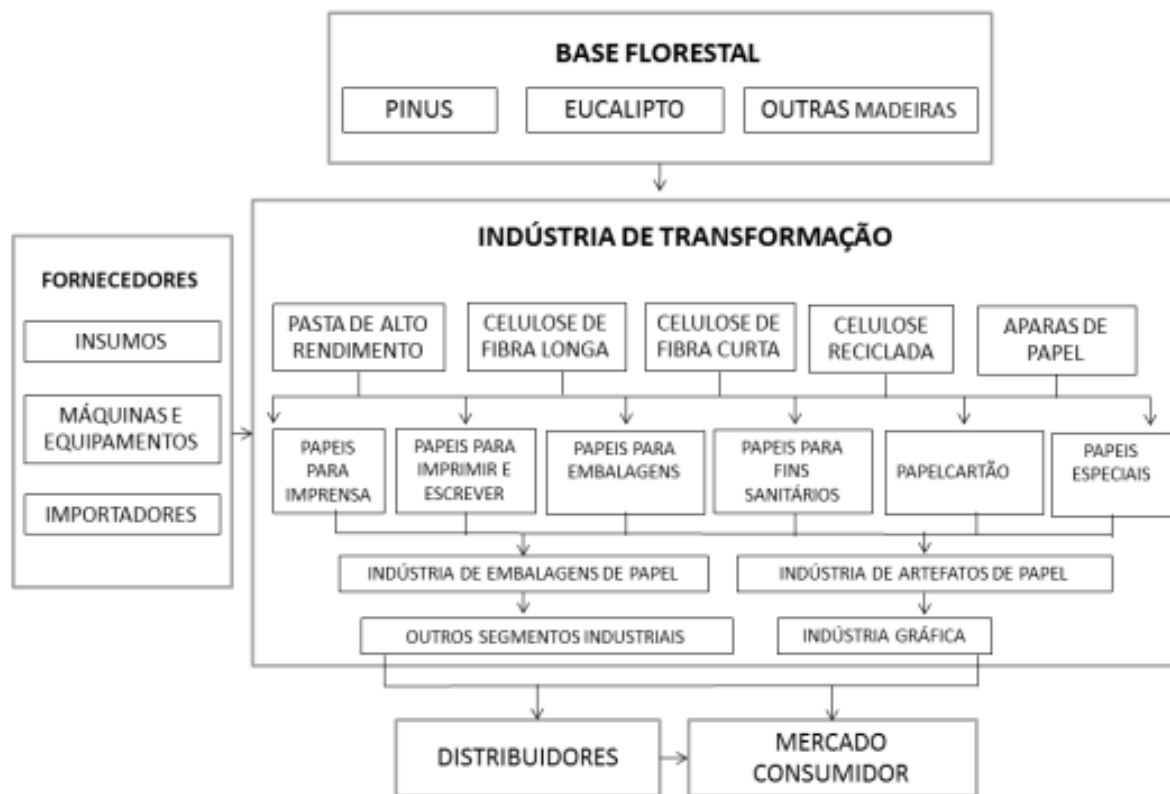 BASE FLORESTAL
PINUS
EUCALIPTO
OUTRAS MADEIRAS
INDÚSTRIA DE TRANSFORMAÇÃO
FORNECEDORES
INSUMOS
MÁQUINAS E
EQUIPAMENTOS
IMPORTADORES
PASTA DE ALTO
RENDIMENTO
CELULOSE DE
FIBRA LONGA
CELULOSE DE
FIBRA CURTA
CELULOSE
RECICLADA
APARAS DE
PAPEL
PAPEIS
PARA
IMPRENSA
PAPEIS PARA
IMPRIMIR E
ESCREVER
PAPEIS PARA
EMBALAGENS
PAPEIS PARA
FINS
SANITÁRIOS
PAPELCARTÃO
PAPEIS
ESPECIAIS
INDÚSTRIA DE EMBALAGENS DE PAPEL
INDÚSTRIA DE ARTEFATOS DE PAPEL
OUTROS SEGMENTOS INDUSTRIAIS
INDÚSTRIA GRÁFICA
DISTRIBUIDORES
MERCADO
CONSUMIDOR